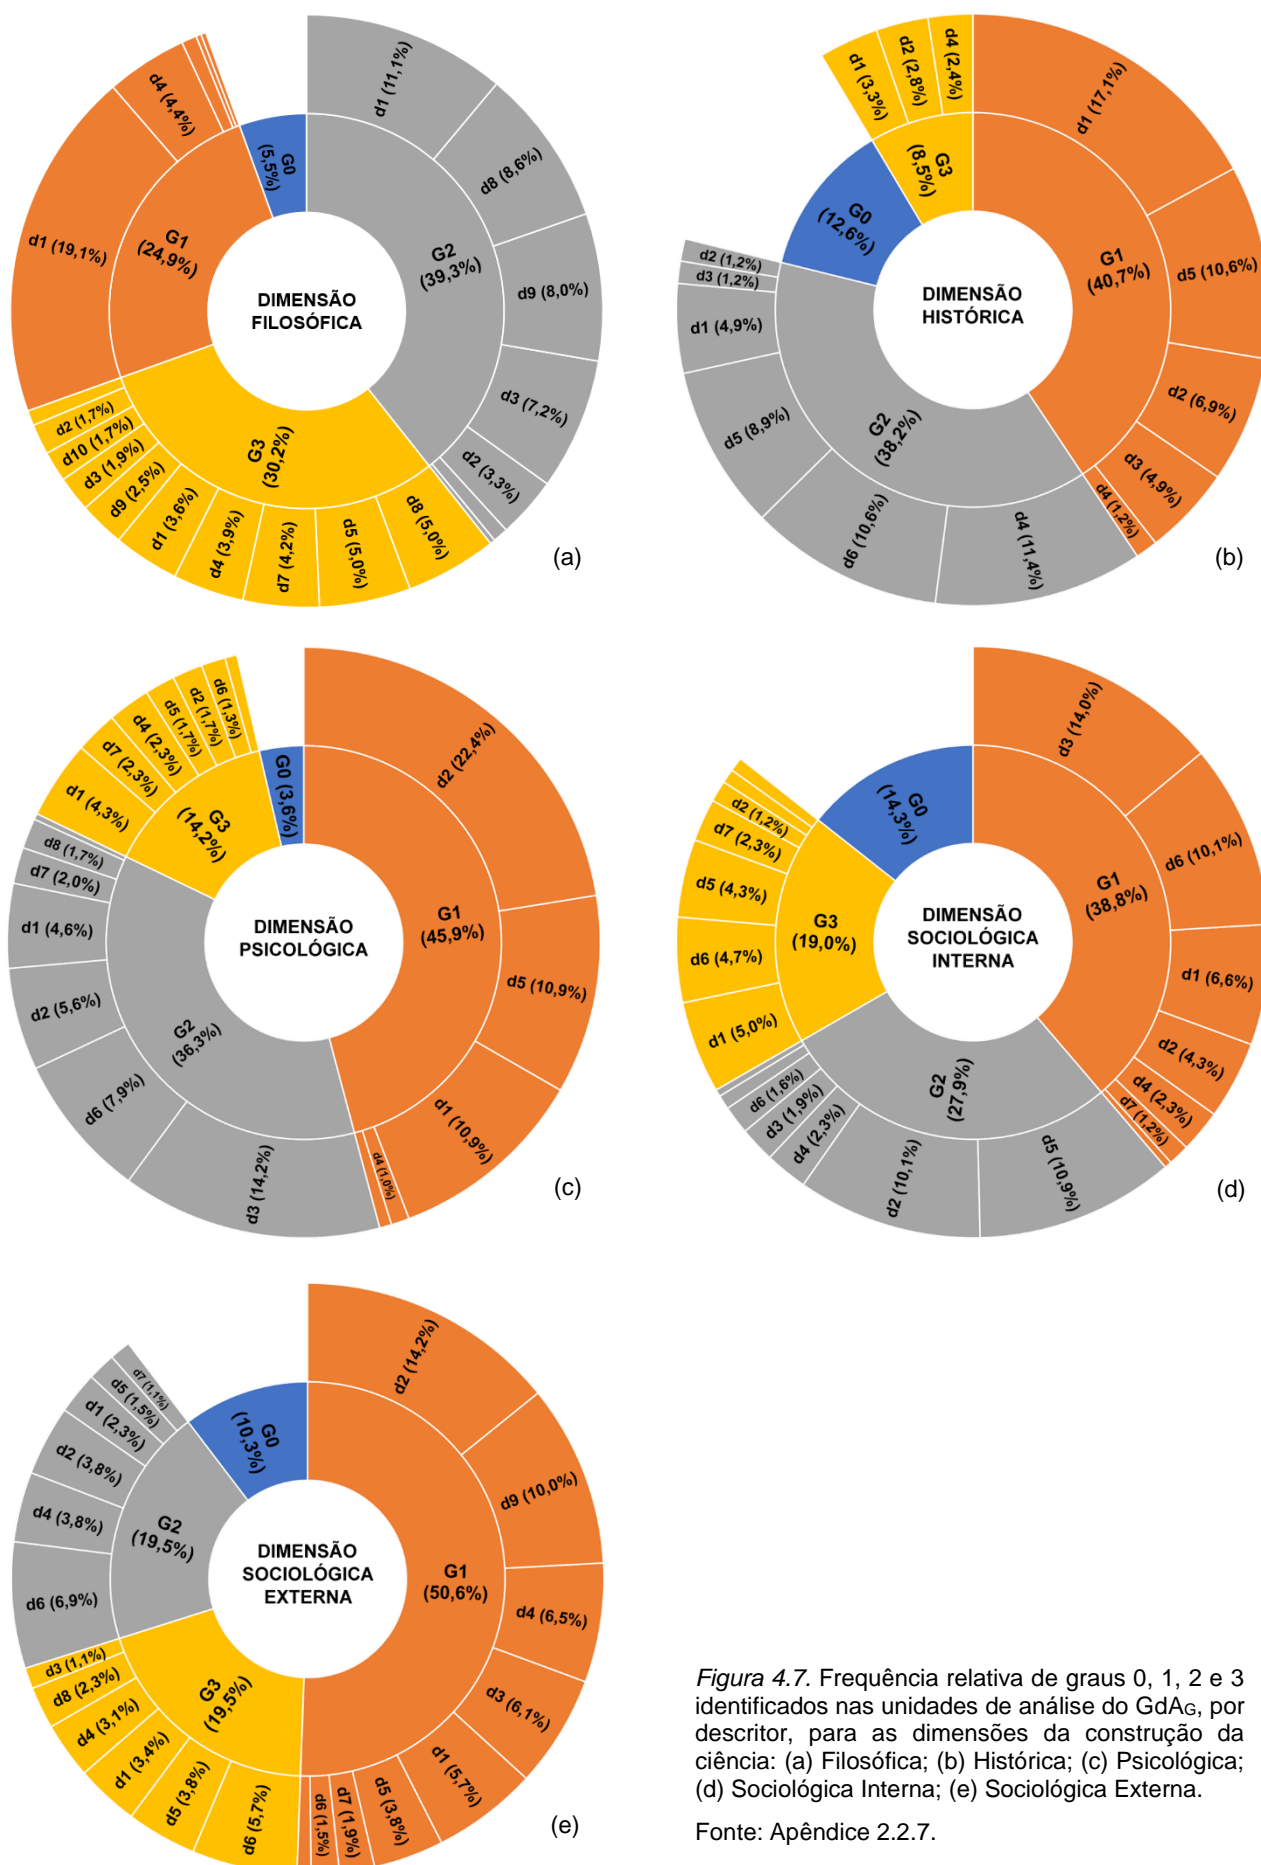 DIMENSÃO
FILOSÓFICA
G0
(5,5%)
G2
(39,3%)
d1 (11,1%)
d8 (8,6%)
d9 (8,0%)
d3 (7,2%)
d2 (3,3%)
G3
(30,2%)
d8 (5,0%)
d5 (5,0%)
d7 (4,2%)
d4 (3,9%)
d1 (3,6%)
d9 (2,5%)
d3 (1,9%)
d10 (1,7%)
d2 (1,7%)
G1
(24,9%)
d1 (19,1%)
d4 (4,4%)
(a)
DIMENSÃO
HISTÓRICA
G1
(40,7%)
d1 (17,1%)
d5 (10,6%)
d2 (6,9%)
d3 (4,9%)
d4 (1,2%)
G2
(38,2%)
d4 (11,4%)
d6 (10,6%)
d5 (8,9%)
d1 (4,9%)
d3 (1,2%)
d2 (1,2%)
G0
(12,6%)
G3
(8,5%)
d1 (3,3%)
d2 (2,8%)
d4 (2,4%)
(b)
DIMENSÃO
PSICOLÓGICA
G1
(45,9%)
d2 (22,4%)
d5 (10,9%)
d1 (10,9%)
d4 (1,0%)
G2
(36,3%)
d3 (14,2%)
d6 (7,9%)
d2 (5,6%)
d1 (4,6%)
d7 (2,0%)
d8 (1,7%)
G3
(14,2%)
d1 (4,3%)
d7 (2,3%)
d4 (2,3%)
d5 (1,7%)
d2 (1,7%)
d6 (1,3%)
G0 (3,6%)
(c)
DIMENSÃO
SOCIOLÓGICA
INTERNA
G1
(38,8%)
d3 (14,0%)
d6 (10,1%)
d1 (6,6%)
d2 (4,3%)
d4 (2,3%)
d7 (1,2%)
G2
(27,9%)
d5 (10,9%)
d2 (10,1%)
d4 (2,3%)
d3 (1,9%)
d6 (1,6%)
G3
(19,0%)
d1 (5,0%)
d6 (4,7%)
d5 (4,3%)
d7 (2,3%)
d2 (1,2%)
G0
(14,3%)
(d)
DIMENSÃO
SOCIOLÓGICA
EXTERNA
G1
(50,6%)
d2 (14,2%)
d9 (10,0%)
d4 (6,5%)
d3 (6,1%)
d1 (5,7%)
d5 (3,8%)
d7 (1,9%)
d6 (1,5%)
G3
(19,5%)
d6 (5,7%)
d5 (3,8%)
d1 (3,4%)
d4 (3,1%)
d8 (2,3%)
d3 (1,1%)
G2
(19,5%)
d6 (6,9%)
d4 (3,8%)
d2 (3,8%)
d1 (2,3%)
d5 (1,5%)
d7 (1,1%)
G0
(10,3%)
(e)
Figura 4.7. Frequência relativa de graus 0, 1, 2 e 3
identificados nas unidades de análise do GdAG, por
descritor, para as dimensões da construção da
ciência: (a) Filosófica; (b) Histórica; (c) Psicológica;
(d) Sociológica Interna; (e) Sociológica Externa.
Fonte: Apêndice 2.2.7.